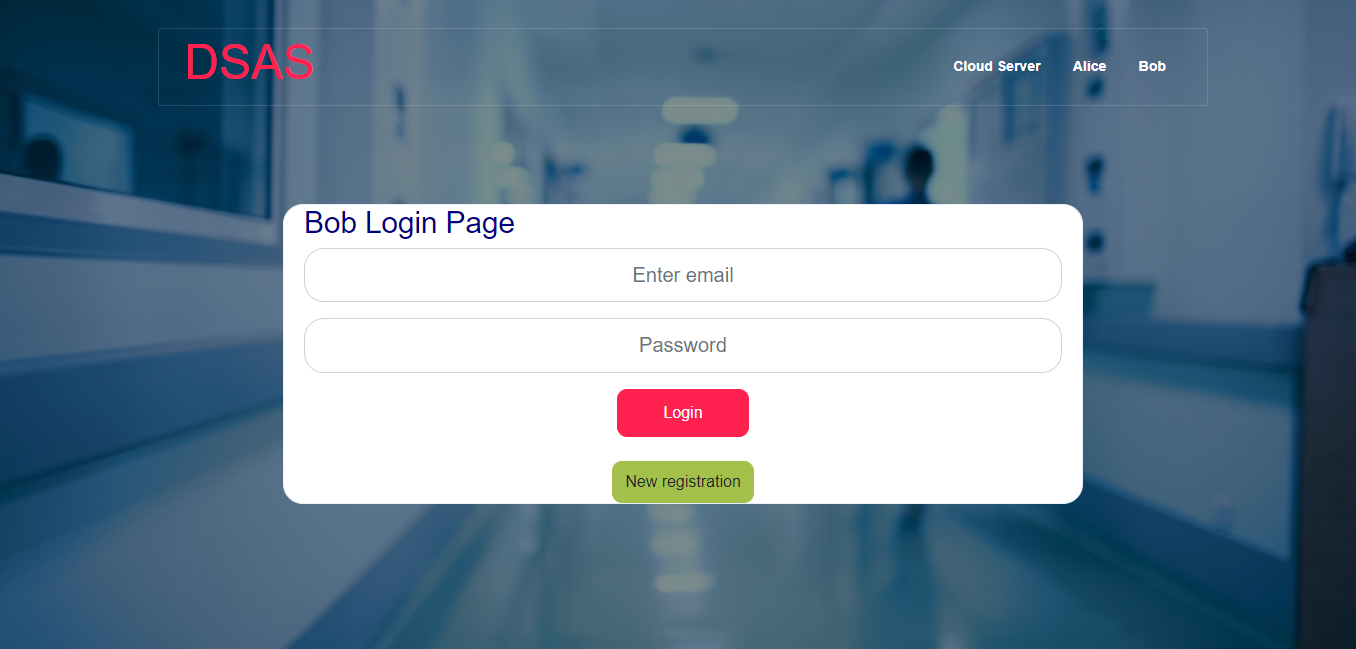 DSAS
Cloud Server Alice Bob
Bob Login Page
Enter email
Password
Login
New registration